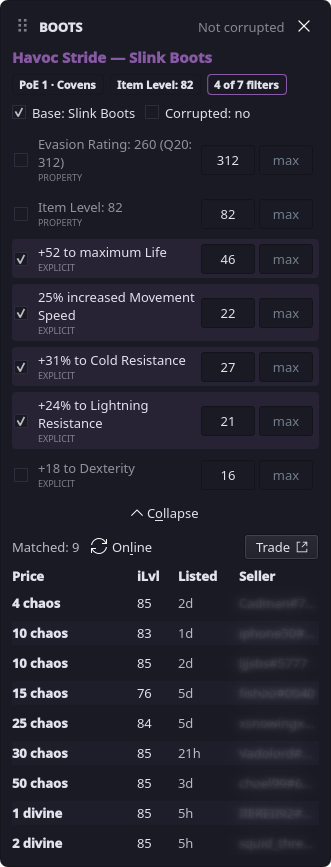 BOOTS
Not corrupted
Havoc Stride — Slink Boots
PoE 1 · Covens
Item Level: 82
4 of 7 filters
Base: Slink Boots
Corrupted: no
Evasion Rating: 260 (Q20:
312)
PROPERTY
312
max
Item Level: 82
PROPERTY
82
max
+52 to maximum Life
EXPLICIT
46
max
25% increased Movement
Speed
EXPLICIT
22
max
+31% to Cold Resistance
EXPLICIT
27
max
+24% to Lightning
Resistance
EXPLICIT
21
max
+18 to Dexterity
EXPLICIT
16
max
Collapse
Matched: 9
Online
Trade
Price iLvl Listed Seller
4 chaos 85 2d
10 chaos 83 1d
10 chaos 85 2d
15 chaos 76 5d
25 chaos 84 5d
30 chaos 85 21h
50 chaos 85 3d
1 divine 85 5h
2 divine 85 5h